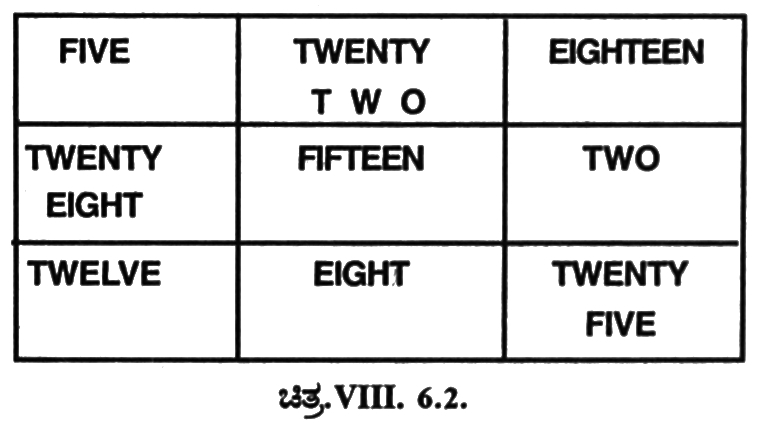 FIVE TWENTY EIGHTEEN
T W O
TWENTY FIFTEEN TWO
EIGHT
TWELVE EIGHT TWENTY
FIVE
ಚಿತ್ರ.VIII. 6.2.